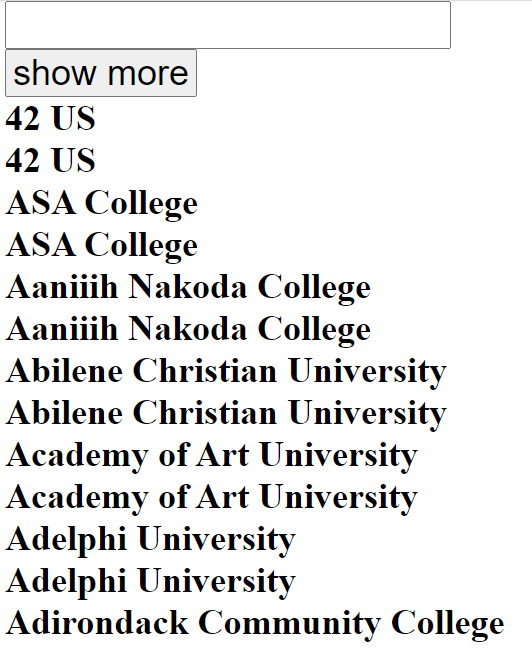 show more
42 US
42 US
ASA College
ASA College
Aaniiih Nakoda College
Aaniiih Nakoda College
Abilene Christian University
Abilene Christian University
Academy of Art University
Academy of Art University
Adelphi University
Adelphi University
Adirondack Community College